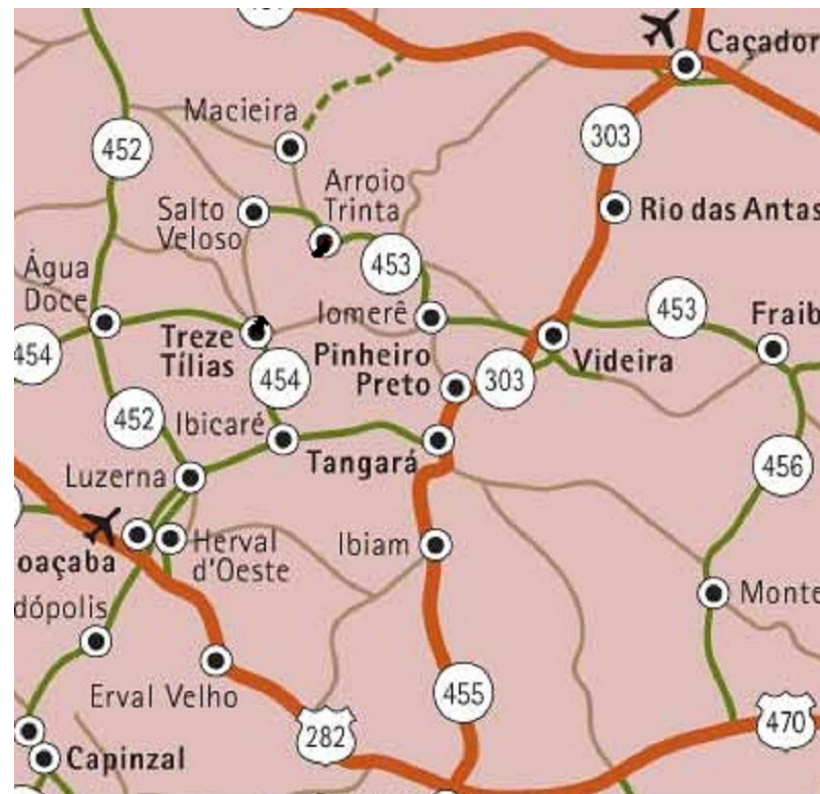 Caçador
Macieira
303
452
Arroio
Trinta
Salto
Veloso
Rio das Antas
453
Água
Doce
Iomerê
453
Fraib
454
Treze
Tílias
Pinheiro
Preto
Videira
454
303
452
Ibicaré
Tangará
Luzerna
456
Herval
d'Oeste
Ibiam
oaçaba
Monte
dópolis
Erval Velho
455
282
470
Capinzal